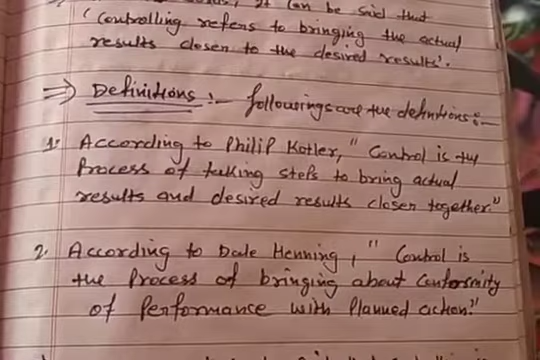 it can be said that
'Controlling refers to bringing the actual
results closer to the desired results'.
⇒ Definitions :- followings are the definitions:-
1. According to Philip Kotler, "Control is the
Process of taking steps to bring actual
results and desired results closer together."
2. According to Dale Henning, "Control is
the Process of bringing about Conformity
of Performance with Planned action."